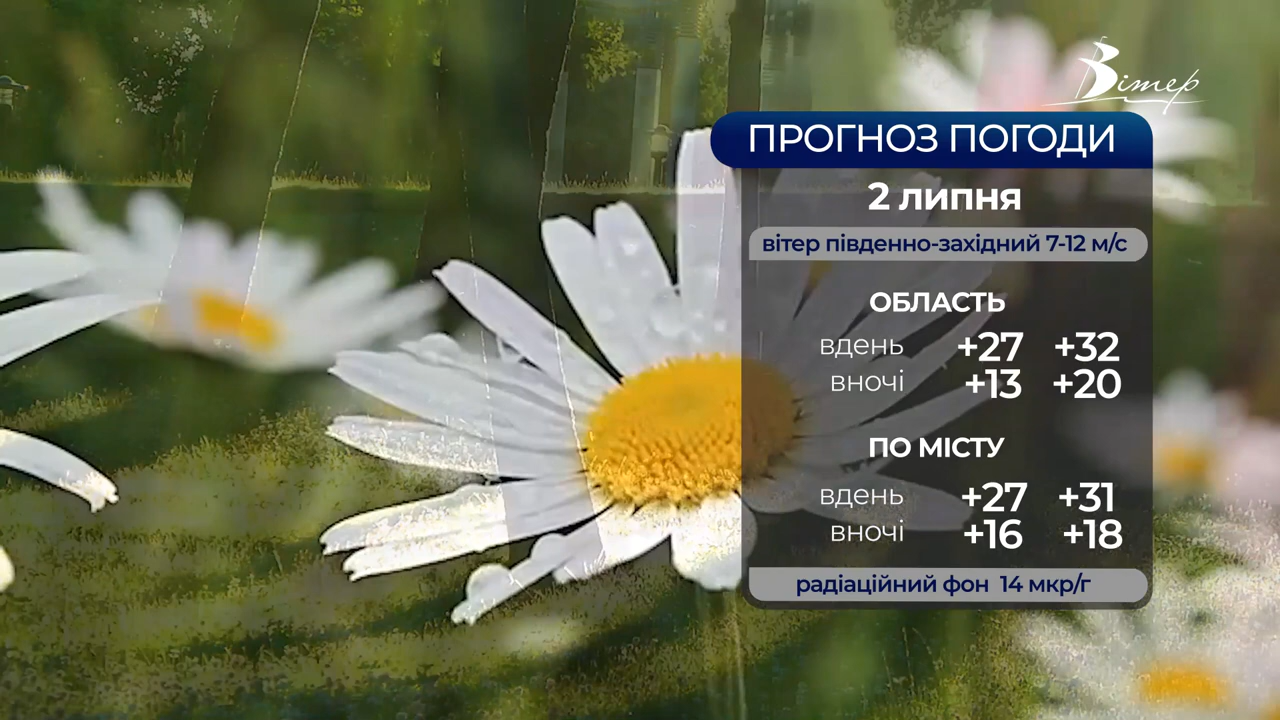 Вітер
ПРОГНОЗ ПОГОДИ
2 липня
вітер південно-західний 7-12 м/с
ОБЛАСТЬ
вдень +27 +32
вночі +13 +20
ПО МІСТУ
вдень +27 +31
вночі +16 +18
радіаційний фон 14 мкр/г